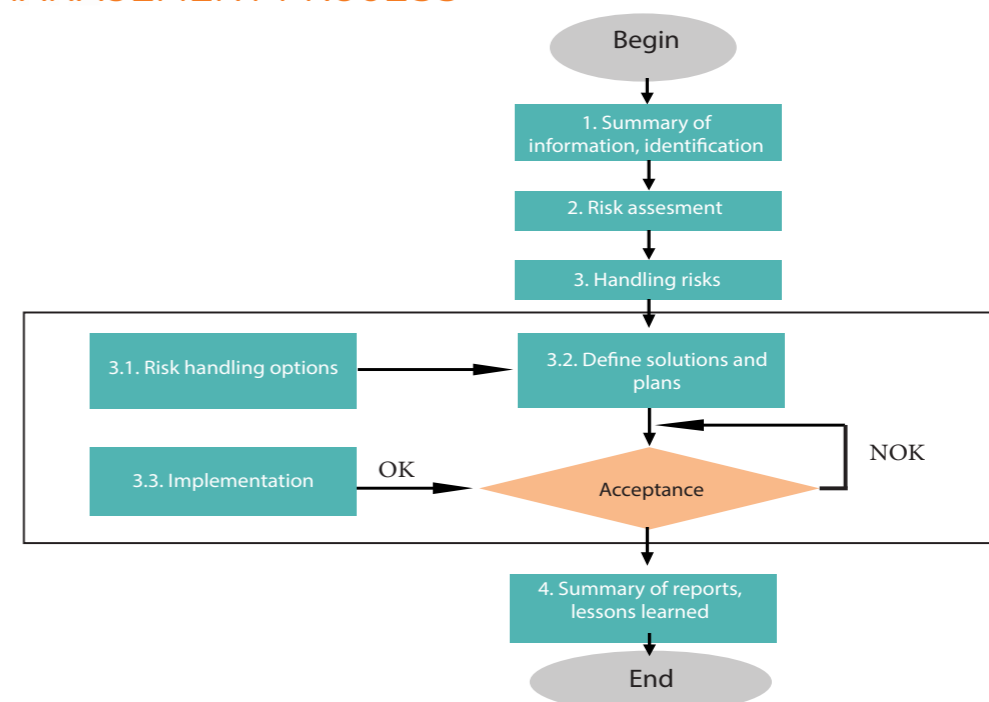 Begin
1. Summary of
information, identification
2. Risk assesment
3. Handling risks
3.1. Risk handling options
3.2. Define solutions and
plans
NOK
3.3. Implementation
OK
Acceptance
4. Summary of reports,
lessons learned
End